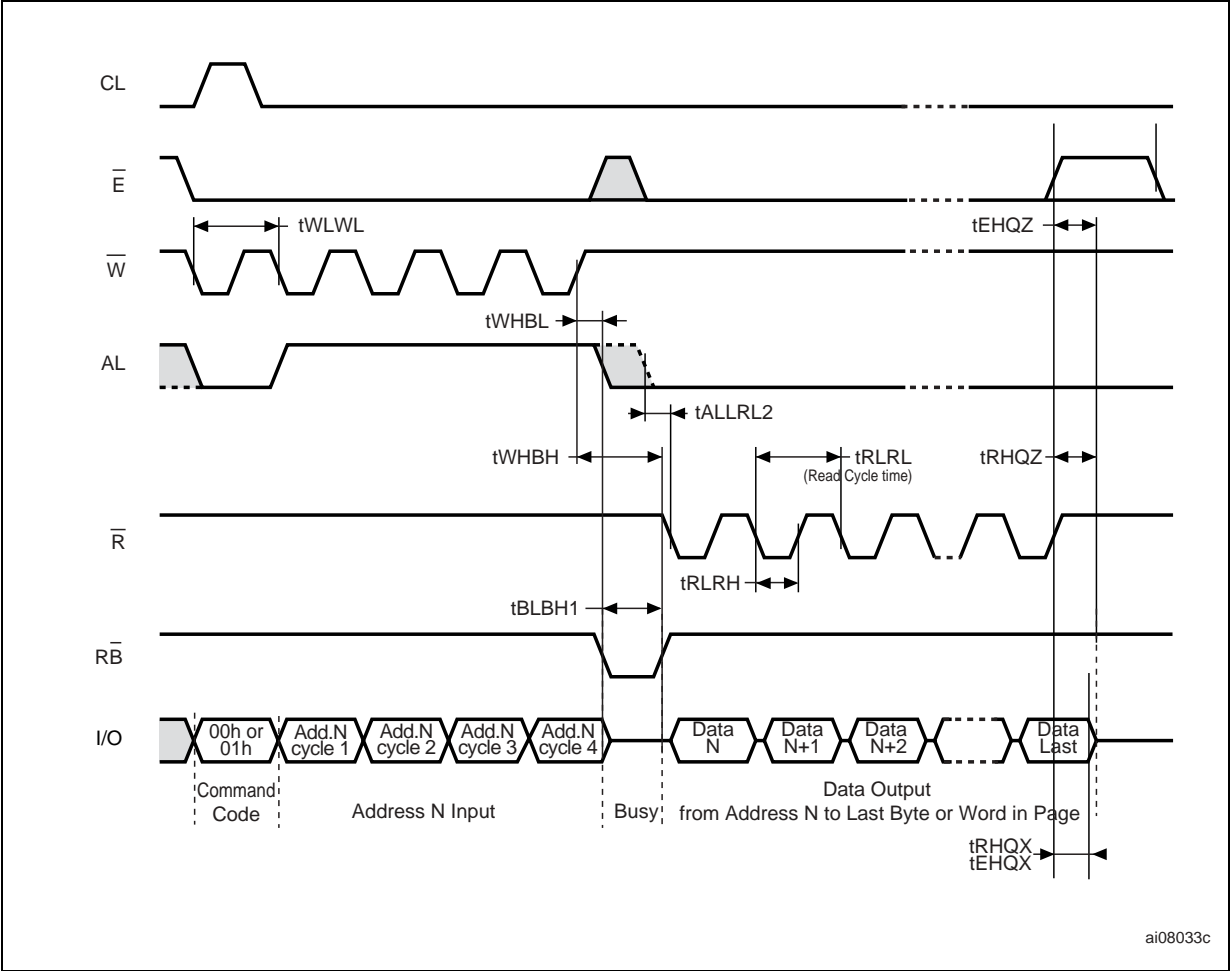 CL
E
tWLWL
tEHQZ
W
tWHBL
AL
tALLRL2
tWHBH
tRLRL
(Read Cycle time)
tRHQZ
R
tRLRH
tBLBH1
RB
I/O
00h or
01h
Add.N
cycle 1
Add.N
cycle 2
Add.N
cycle 3
Add.N
cycle 4
Data
N
Data
N+1
Data
N+2
Data
Last
Command
Code
Address N Input
Busy
Data Output
from Address N to Last Byte or Word in Page
tRHQX
tEHQX
ai08033c